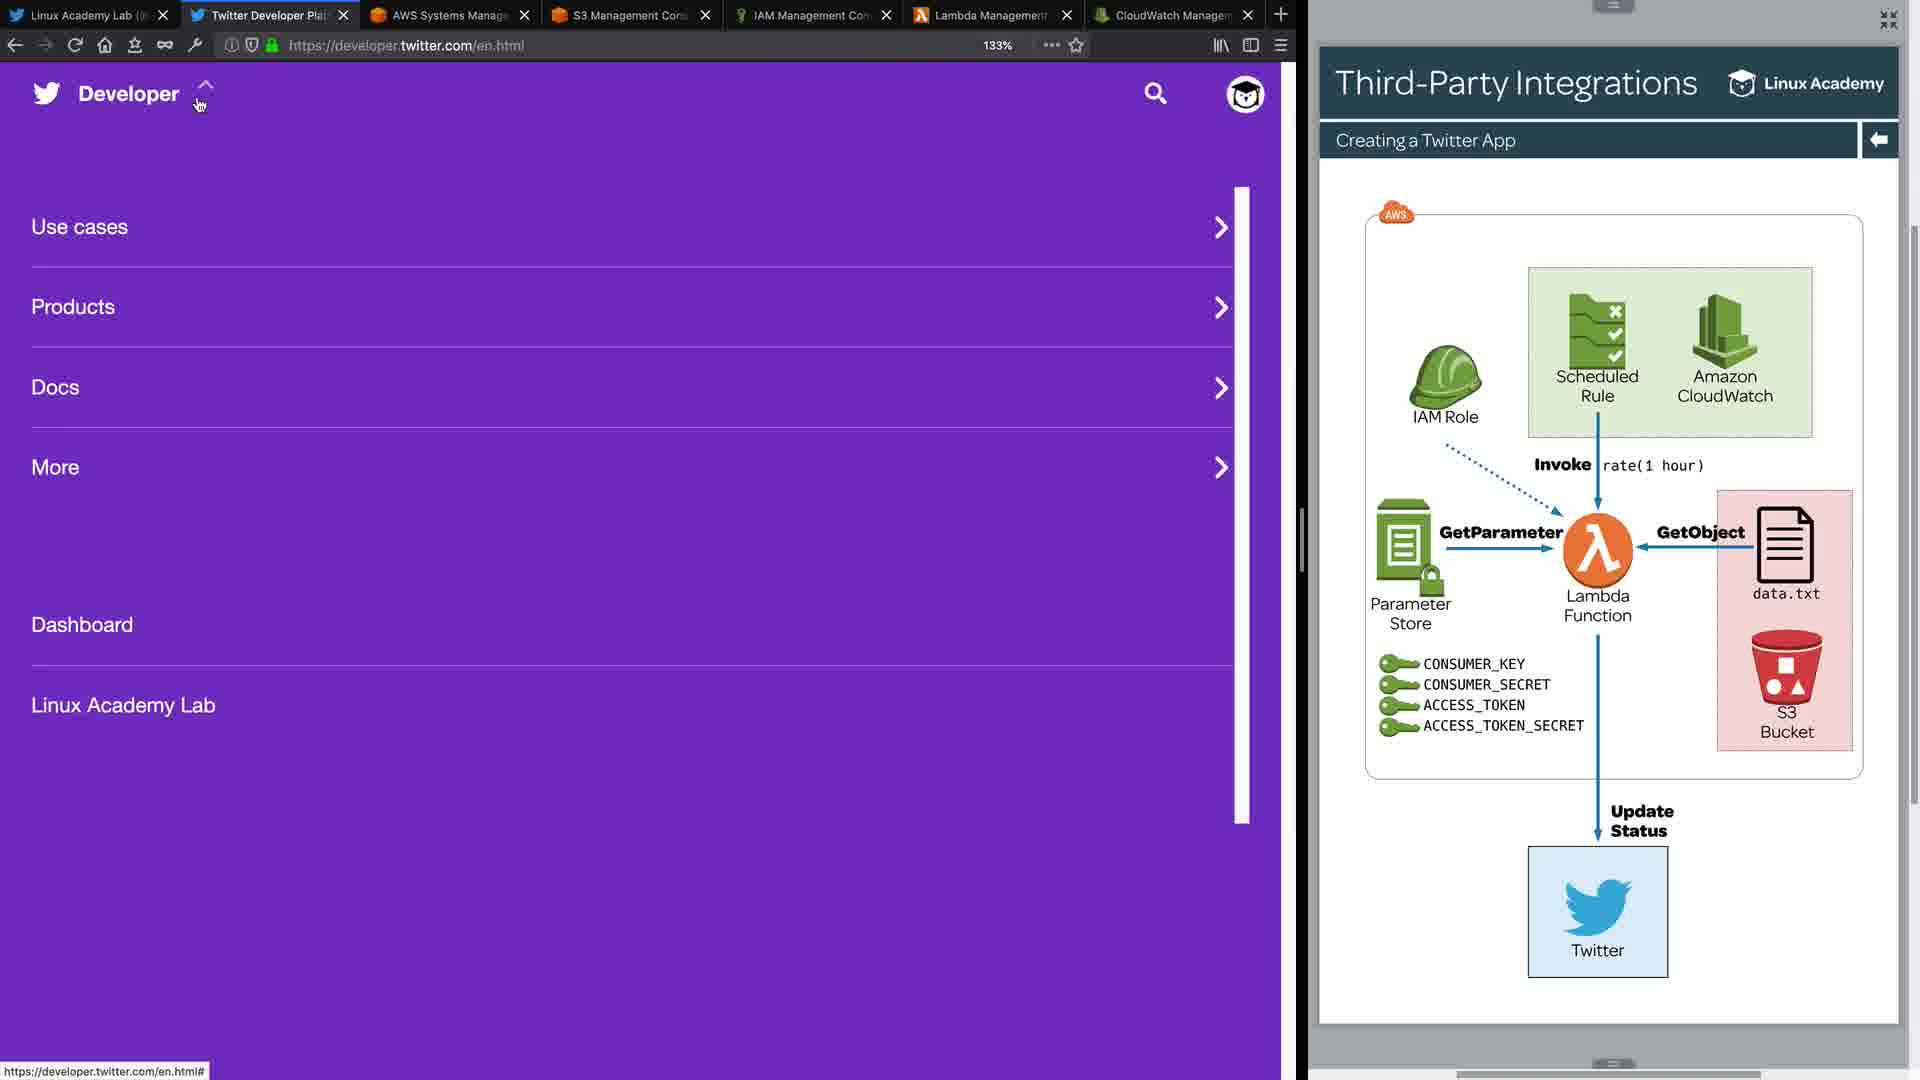 Linux Academy Lab (
Twitter Developer Plat
AWS Systems Manage
S3 Management Cons
IAM Management Con
Lambda Management
CloudWatch Managem
https://developer.twitter.com/en.html
133%
Developer
Use cases
Products
Docs
More
Dashboard
Linux Academy Lab
https://developer.twitter.com/en.html#
Third-Party Integrations
Linux Academy
Creating a Twitter App
AWS
Scheduled
Rule
Amazon
CloudWatch
IAM Role
Invoke rate(1 hour)
GetParameter
GetObject
Parameter
Store
Lambda
Function
data.txt
CONSUMER_KEY
CONSUMER_SECRET
ACCESS_TOKEN
ACCESS_TOKEN_SECRET
S3
Bucket
Update
Status
Twitter